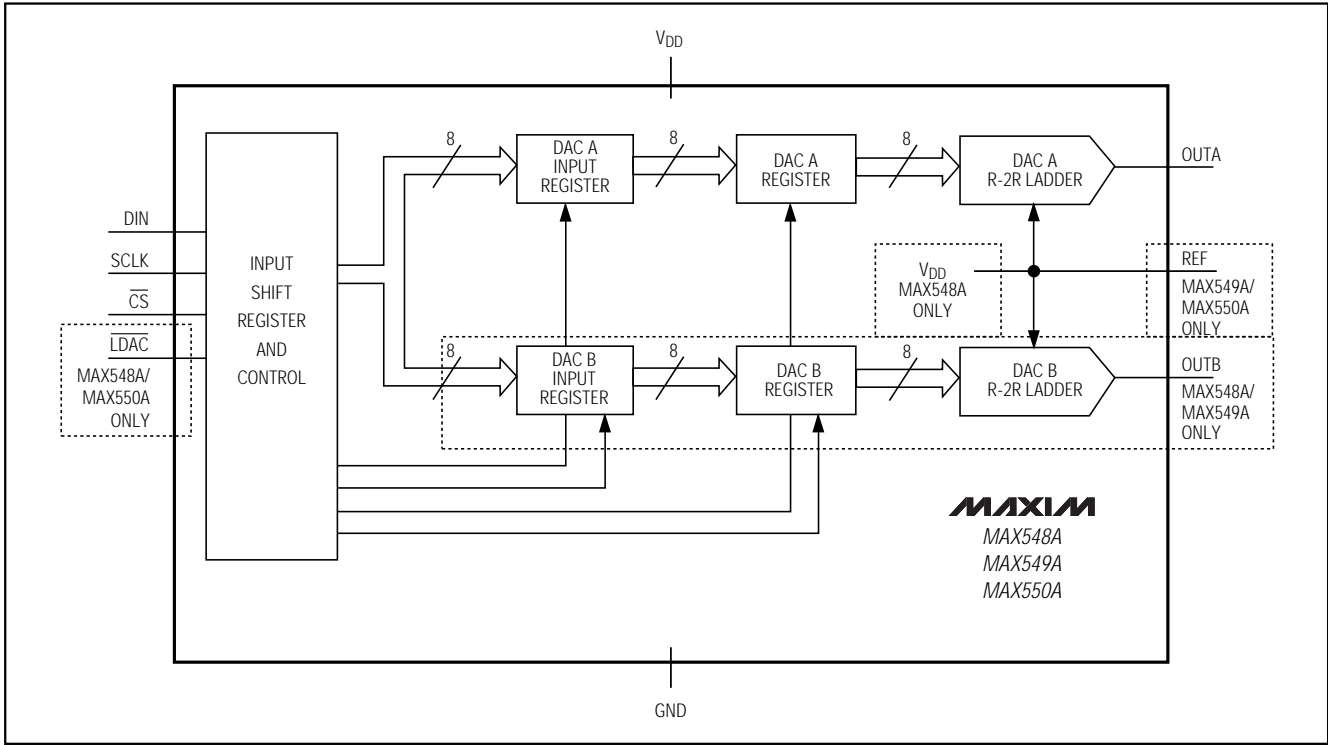 VDD
8
DAC A
INPUT
REGISTER
8
DAC A
REGISTER
8
DAC A
R-2R LADDER
OUTA
DIN
SCLK
CS
LDAC
MAX548A/
MAX550A
ONLY
INPUT
SHIFT
REGISTER
AND
CONTROL
VDD
MAX548A
ONLY
REF
MAX549A/
MAX550A
ONLY
8
DAC B
INPUT
REGISTER
8
DAC B
REGISTER
8
DAC B
R-2R LADDER
OUTB
MAX548A/
MAX549A
ONLY
MAXIM
MAX548A
MAX549A
MAX550A
GND